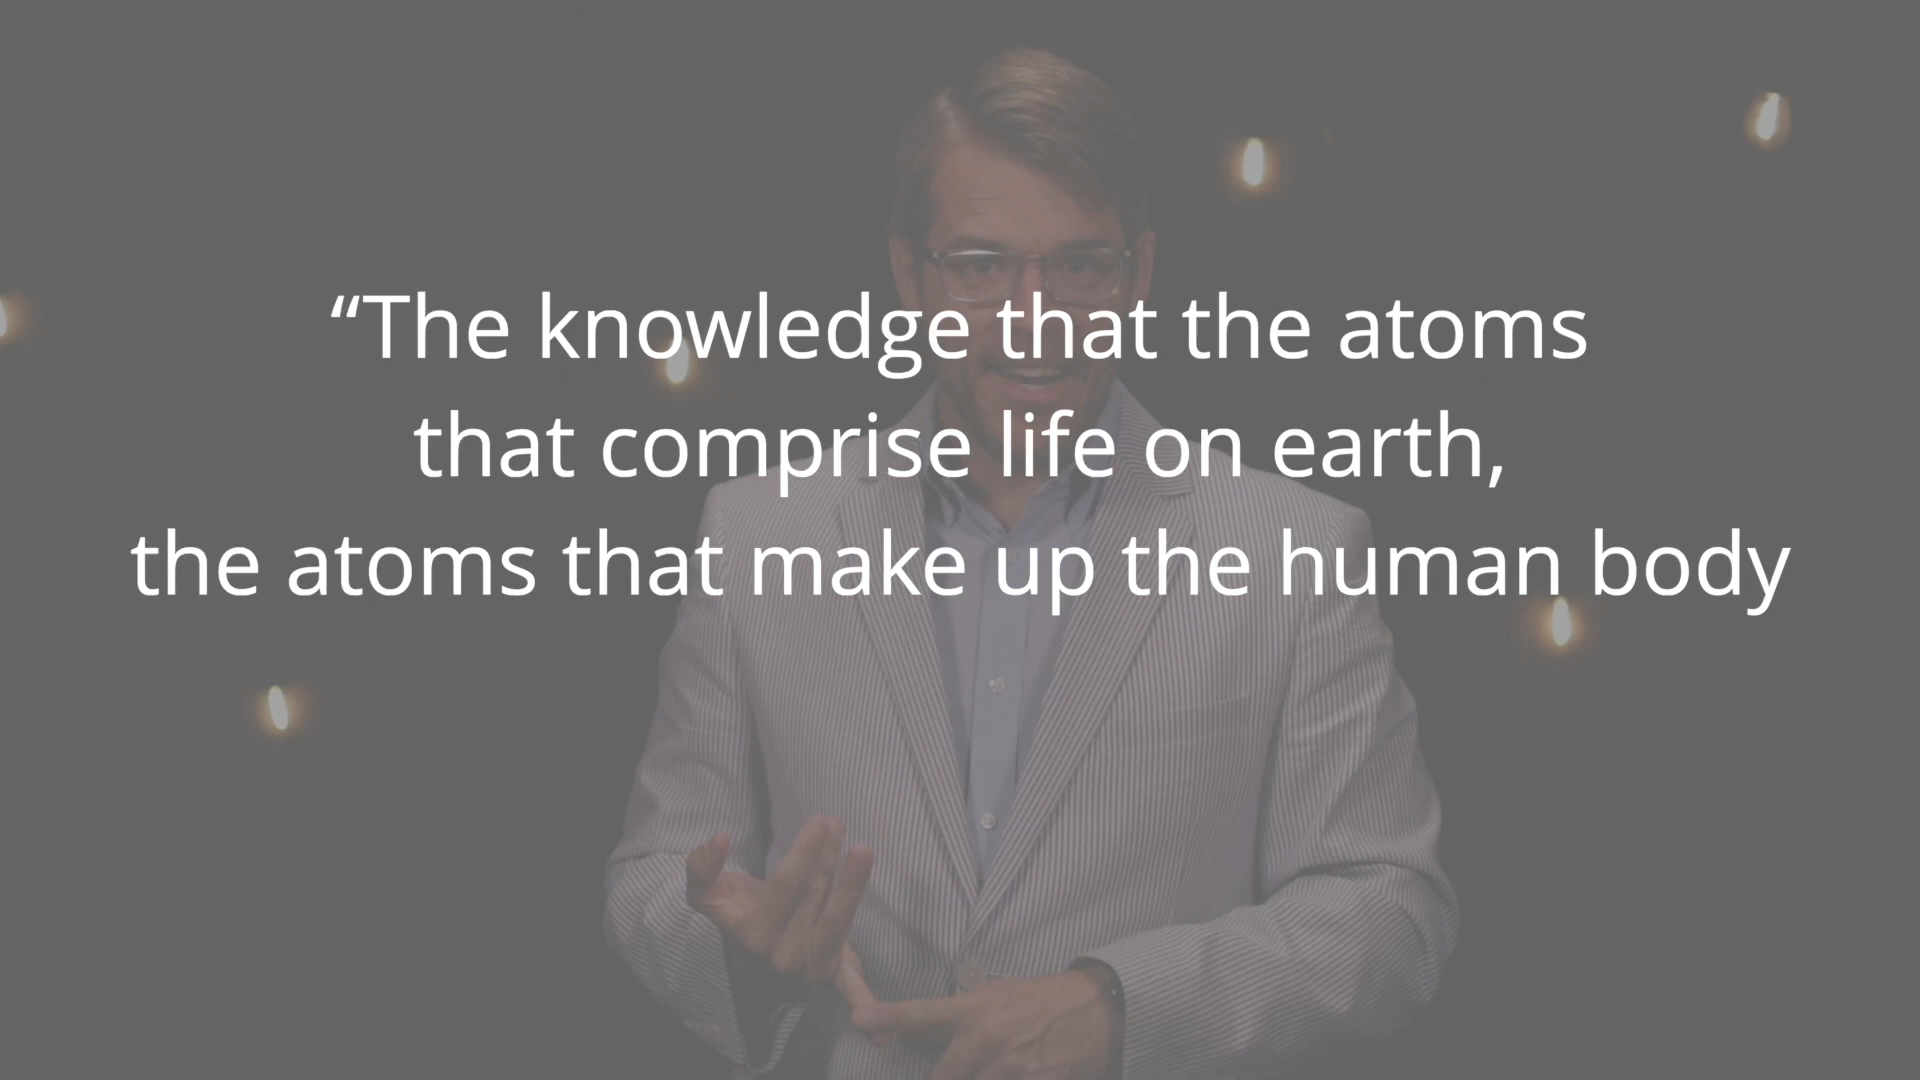 “The knowledge that the atoms
that comprise life on earth,
the atoms that make up the human body